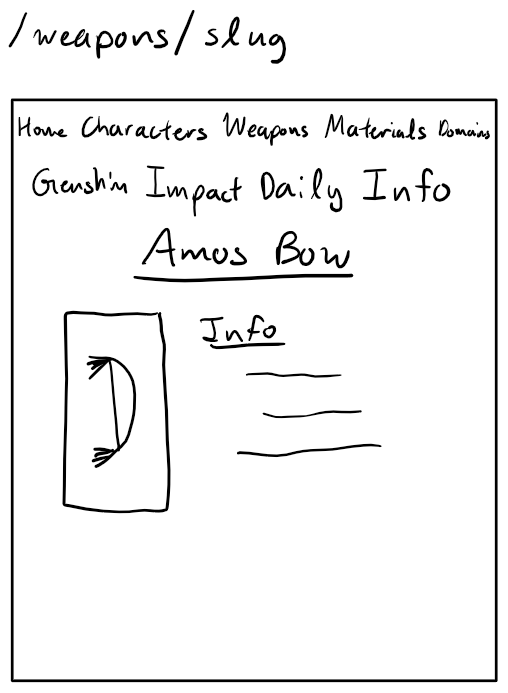 /weapons/slug
Home Characters Weapons Materials Domains
Genshin Impact Daily Info
Amos Bow
Info